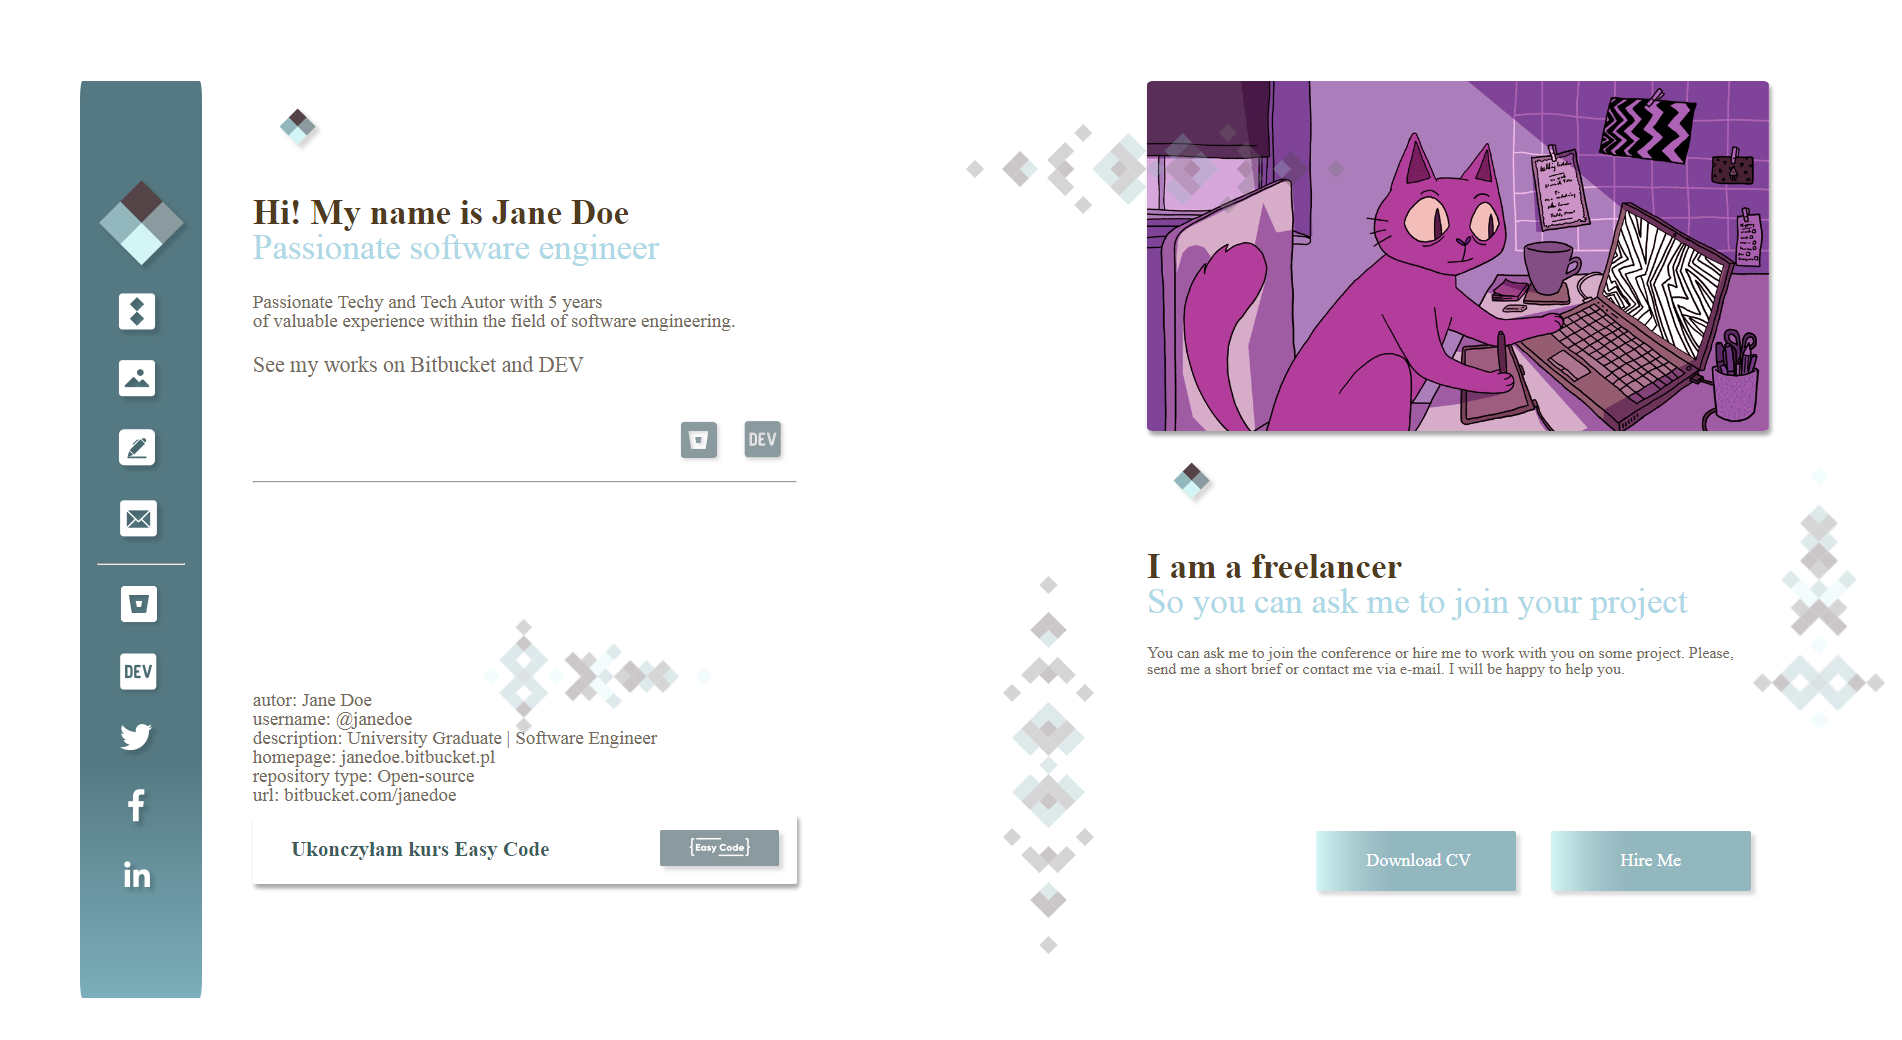 Hi! My name is Jane Doe
Passionate software engineer
Passionate Techy and Tech Autor with 5 years
of valuable experience within the field of software engineering.
See my works on Bitbucket and DEV
DEV
DEV
autor: Jane Doe
username: @janedoe
description: University Graduate | Software Engineer
homepage: janedoe.bitbucket.pl
repository type: Open-source
url: bitbucket.com/janedoe
Ukonczyłam kurs Easy Code
{Easy Code}
I am a freelancer
So you can ask me to join your project
You can ask me to join the conference or hire me to work with you on some project. Please,
send me a short brief or contact me via e-mail. I will be happy to help you.
Download CV
Hire Me